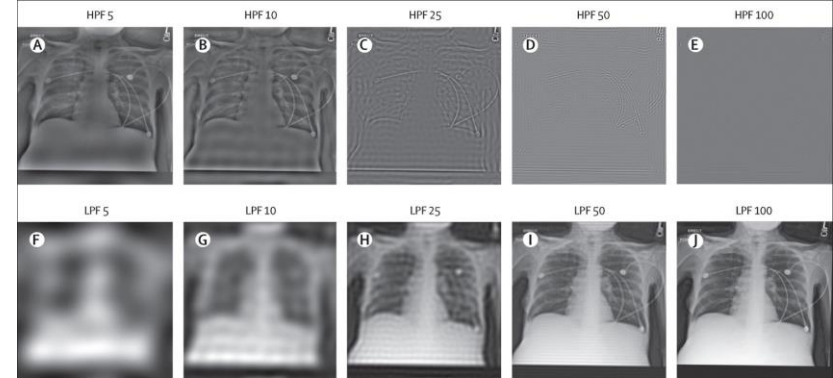 HPF 5 HPF 10 HPF 25 HPF 50 HPF 100
A B C D E
LPF 5 LPF 10 LPF 25 LPF 50 LPF 100
F G H I J